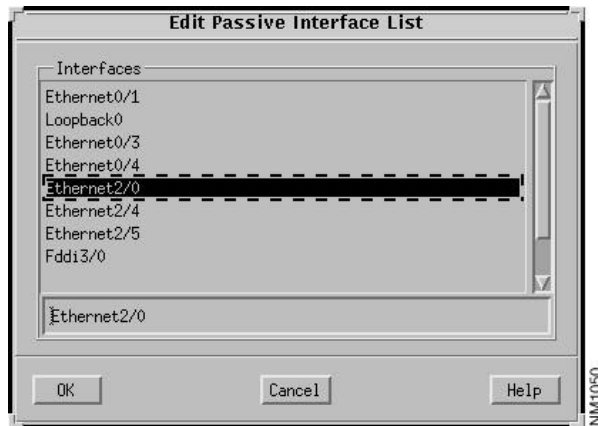 Edit Passive Interface List
Interfaces
Ethernet0/1
Loopback0
Ethernet0/3
Ethernet0/4
Ethernet2/0
Ethernet2/4
Ethernet2/5
Fddi3/0
Ethernet2/0
OK Cancel Help
NM1050